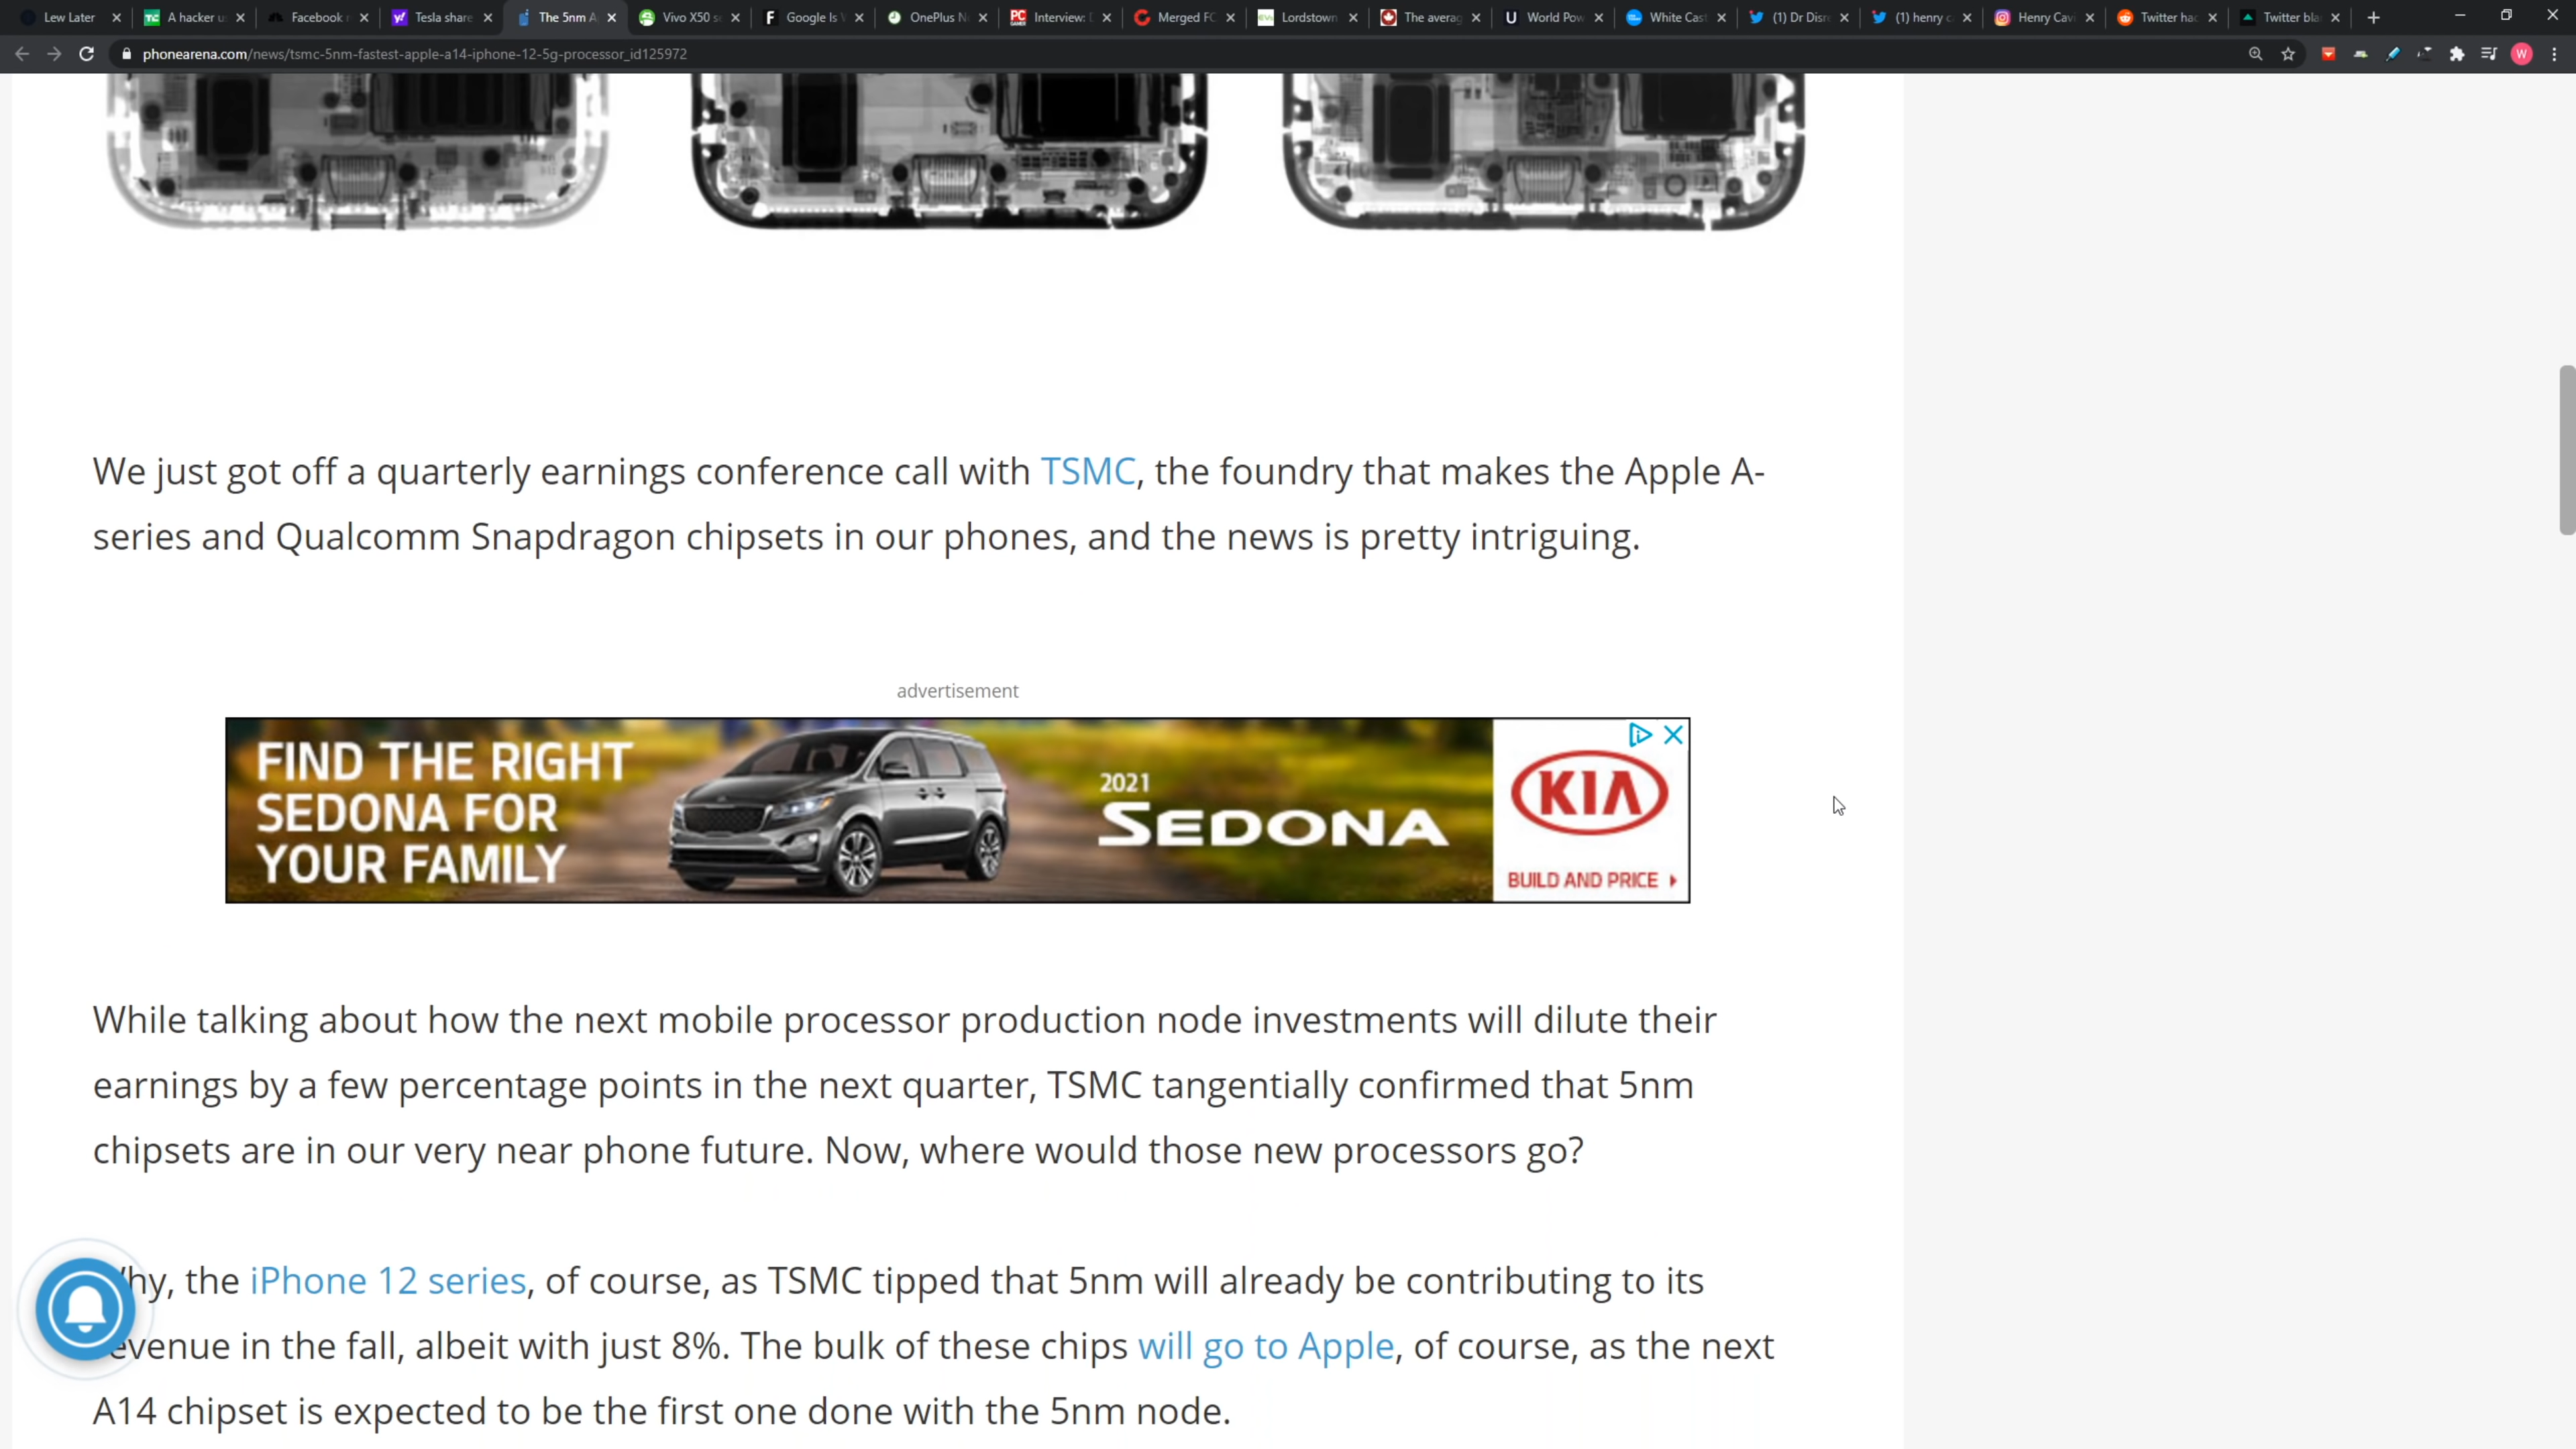 Lew Later
A hacker u
Facebook r
Tesla share
The 5nm A
Vivo X50 se
Google Is V
OnePlus N
Interview: D
Merged FC
Lordstown
The averag
World Pow
White Cast
(1) Dr Disre
(1) henry c
Henry Cavi
Twitter hac
Twitter bla
phonearena.com/news/tsmc-5nm-fastest-apple-a14-iphone-12-5g-processor_id125972
W
We just got off a quarterly earnings conference call with TSMC, the foundry that makes the Apple A-
series and Qualcomm Snapdragon chipsets in our phones, and the news is pretty intriguing.
advertisement
FIND THE RIGHT
SEDONA FOR
YOUR FAMILY
2021
SEDONA
KIA
BUILD AND PRICE
While talking about how the next mobile processor production node investments will dilute their
earnings by a few percentage points in the next quarter, TSMC tangentially confirmed that 5nm
chipsets are in our very near phone future. Now, where would those new processors go?
hy, the iPhone 12 series, of course, as TSMC tipped that 5nm will already be contributing to its
evenue in the fall, albeit with just 8%. The bulk of these chips will go to Apple, of course, as the next
A14 chipset is expected to be the first one done with the 5nm node.